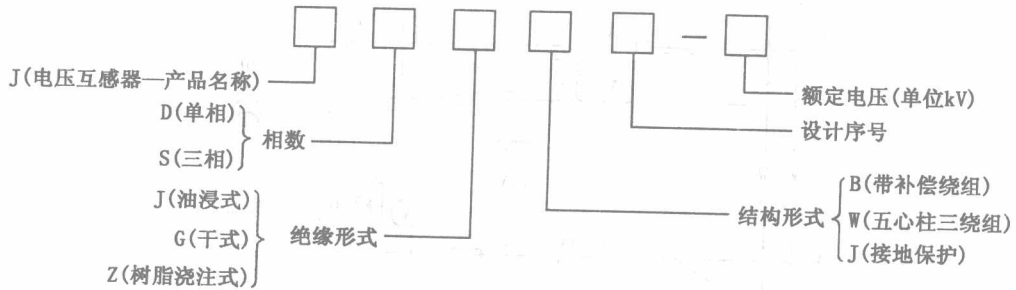 J(电压互感器—产品名称)
D(单相)
S(三相)
相数
J(油浸式)
G(干式)
Z(树脂浇注式)
绝缘形式
额定电压(单位kV)
设计序号
结构形式
B(带补偿绕组)
W(五心柱三绕组)
J(接地保护)